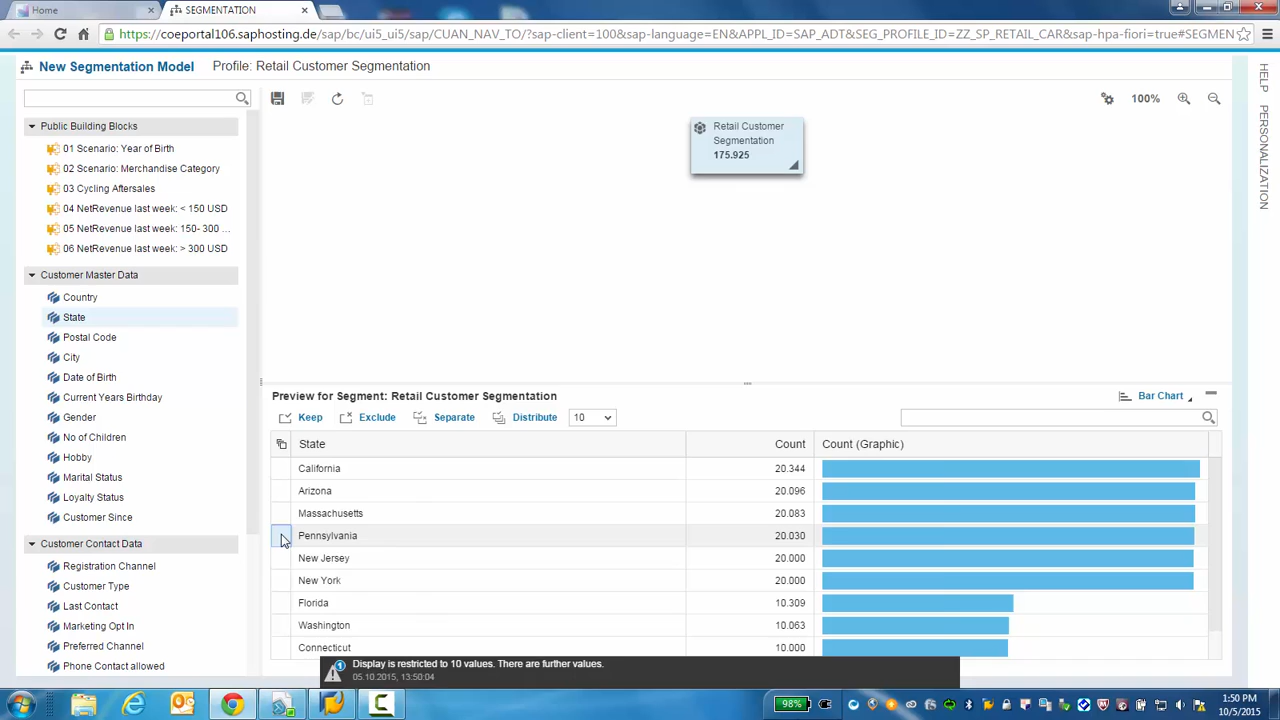 Home
SEGMENTATION
https://coeportal106.saphosting.de/sap/bc/ui5_ui5/sap/CUAN_NAV_TO/?sap-client=100&sap-language=EN&APPL_ID=SAP_ADT&SEG_PROFILE_ID=ZZ_SP_RETAIL_CAR&sap-hpa-fiori=true#SEGMEN
New Segmentation Model
Profile: Retail Customer Segmentation
HELP
PERSONALIZATION
100%
Public Building Blocks
01 Scenario: Year of Birth
02 Scenario: Merchandise Category
03 Cycling Aftersales
04 NetRevenue last week: < 150 USD
05 NetRevenue last week: 150- 300 ...
06 NetRevenue last week: > 300 USD
Customer Master Data
Country
State
Postal Code
City
Date of Birth
Current Years Birthday
Gender
No of Children
Hobby
Marital Status
Loyalty Status
Customer Since
Customer Contact Data
Registration Channel
Customer Type
Last Contact
Marketing Opt In
Preferred Channel
Phone Contact allowed
Retail Customer
Segmentation
175.925
Preview for Segment: Retail Customer Segmentation
Bar Chart
Keep
Exclude
Separate
Distribute
10
State Count Count (Graphic)
California 20.344
Arizona 20.096
Massachusetts 20.083
Pennsylvania 20.030
New Jersey 20.000
New York 20.000
Florida 10.309
Washington 10.063
Connecticut 10.000
1
Display is restricted to 10 values. There are further values.
05.10.2015, 13:50:04
98%
1:50 PM
10/5/2015